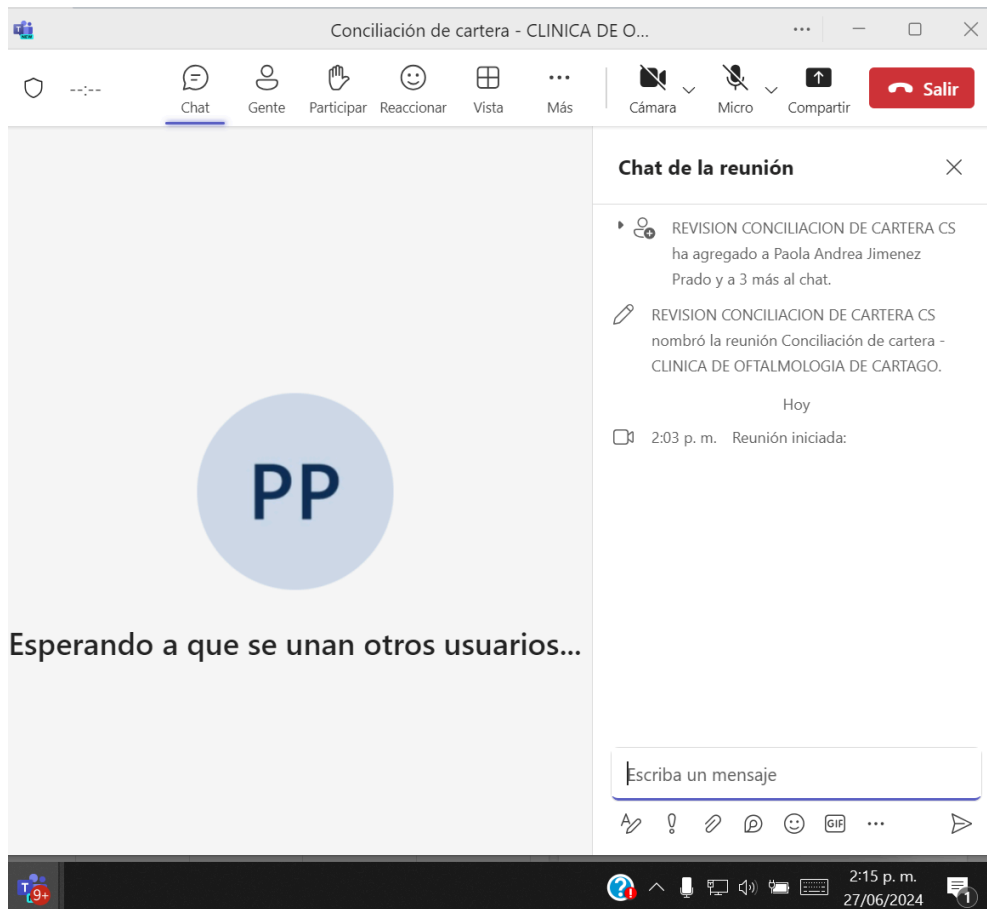 Conciliación de cartera - CLINICA DE O...
--:--
Chat
Gente
Participar
Reaccionar
Vista
Más
Cámara
Micro
Compartir
Salir
Chat de la reunión
REVISION CONCILIACION DE CARTERA CS
ha agregado a Paola Andrea Jimenez
Prado y a 3 más al chat.
REVISION CONCILIACION DE CARTERA CS
nombró la reunión Conciliación de cartera -
CLINICA DE OFTALMOLOGIA DE CARTAGO.
Hoy
2:03 p. m. Reunión iniciada:
PP
Esperando a que se unan otros usuarios...
Escriba un mensaje
GIF
T 9+
2:15 p. m.
27/06/2024
1